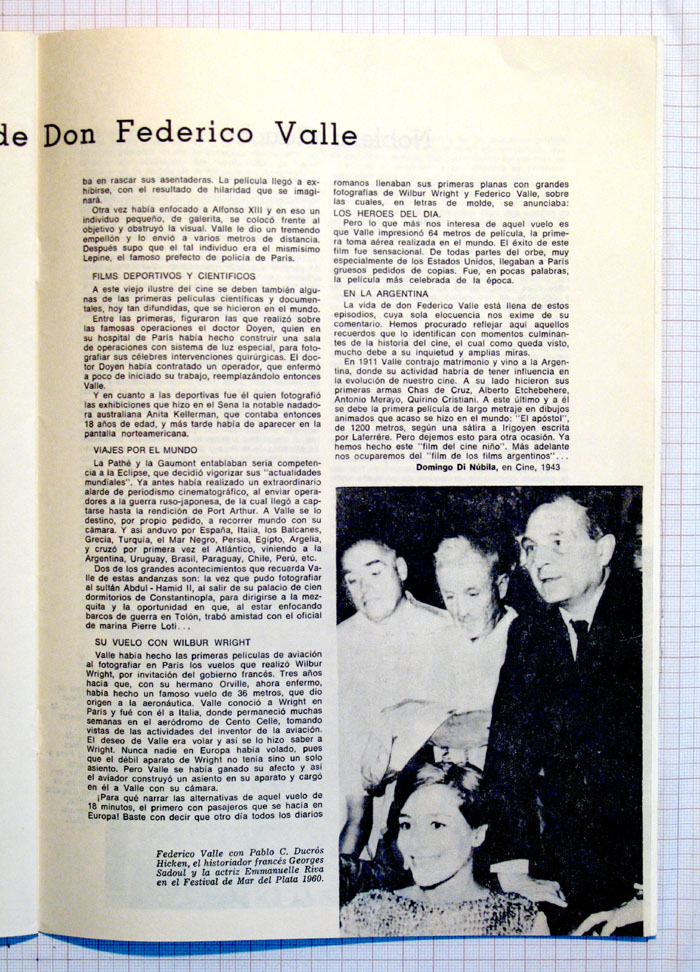 de Don Federico Valle
ba en rascar sus asentaderas. La película llegó a ex-
hibirse, con el resultado de hilaridad que se imagi-
nará.
Otra vez había enfocado a Alfonso XIII y en eso un
individuo pequeño, de galerita, se colocó frente al
objetivo y obstruyó la visual. Valle le dio un tremendo
empellón y lo envió a varios metros de distancia.
Después supo que el tal individuo era el mismísimo
Lepine, el famoso prefecto de policía de París.
FILMS DEPORTIVOS Y CIENTIFICOS
A este viejo ilustre del cine se deben también algu-
nas de las primeras películas científicas y documen-
tales, hoy tan difundidas, que se hicieron en el mundo.
Entre las primeras, figuraron las que realizó sobre
las famosas operaciones el doctor Doyen, quien en
su hospital de París había hecho construir una sala
de operaciones con sistema de luz especial, para foto-
grafiar sus célebres intervenciones quirúrgicas. El doc-
tor Doyen había contratado un operador, que enfermó
a poco de iniciado su trabajo, reemplazándolo entonces
Valle.
Y en cuanto a las deportivas fue él quien fotografió
las exhibiciones que hizo en el Sena la notable nadado-
ra australiana Anita Kellerman, que contaba entonces
18 años de edad, y más tarde había de aparecer en la
pantalla norteamericana.
VIAJES POR EL MUNDO
La Pathé y la Gaumont entablaban seria competen-
cia a la Eclipse, que decidió vigorizar sus "actualidades
mundiales". Ya antes había realizado un extraordinario
alarde de periodismo cinematográfico, al enviar opera-
dores a la guerra ruso-japonesa, de la cual llegó a cap-
tarse hasta la rendición de Port Arthur. A Valle se lo
destino, por propio pedido, a recorrer mundo con su
cámara. Y así anduvo por España, Italia, los Balcanes,
Grecia, Turquía, el Mar Negro, Persia, Egipto, Argelia,
y cruzó por primera vez el Atlántico, viniendo a la
Argentina, Uruguay, Brasil, Paraguay, Chile, Perú, etc.
Dos de los grandes acontecimientos que recuerda Va-
lle de estas andanzas son: la vez que pudo fotografiar
al sultán Abdul - Hamid II, al salir de su palacio de cien
dormitorios de Constantinopla, para dirigirse a la mez-
quita y la oportunidad en que, al estar enfocando
barcos de guerra en Tolón, trabó amistad con el oficial
de marina Pierre Loti...
SU VUELO CON WILBUR WRIGHT
Valle había hecho las primeras películas de aviación
al fotografiar en París los vuelos que realizó Wilbur
Wright, por invitación del gobierno francés. Tres años
hacía que, con su hermano Orville, ahora enfermo,
había hecho un famoso vuelo de 36 metros, que dio
origen a la aeronáutica. Valle conoció a Wright en
París y fué con él a Italia, donde permaneció muchas
semanas en el aeródromo de Cento Celle, tomando
vistas de las actividades del inventor de la aviación.
El deseo de Valle era volar y así se lo hizo saber a
Wright. Nunca nadie en Europa había volado, pues
que el débil aparato de Wright no tenía sino un solo
asiento. Pero Valle se había ganado su afecto y así
el aviador construyó un asiento en su aparato y cargó
en él a Valle con su cámara.
¡Para qué narrar las alternativas de aquel vuelo de
18 minutos, el primero con pasajeros que se hacía en
Europa! Baste con decir que otro día todos los diarios
romanos llenaban sus primeras planas con grandes
fotografías de Wilbur Wright y Federico Valle, sobre
las cuales, en letras de molde, se anunciaba:
LOS HEROES DEL DIA.
Pero lo que más nos interesa de aquel vuelo es
que Valle impresionó 64 metros de película, la prime-
ra toma aérea realizada en el mundo. El éxito de este
film fue sensacional. De todas partes del orbe, muy
especialmente de los Estados Unidos, llegaban a París
gruesos pedidos de copias. Fue, en pocas palabras,
la película más celebrada de la época.
EN LA ARGENTINA
La vida de don Federico Valle está llena de estos
episodios, cuya sola elocuencia nos exime de su
comentario. Hemos procurado reflejar aquí aquellos
recuerdos que lo identifican con momentos culminan-
tes de la historia del cine, el cual como queda visto,
mucho debe a su inquietud y amplias miras.
En 1911 Valle contrajo matrimonio y vino a la Argen-
tina, donde su actividad habría de tener influencia en
la evolución de nuestro cine. A su lado hicieron sus
primeras armas Chas de Cruz, Alberto Etchebehere,
Antonio Merayo, Quirino Cristiani. A este último y a él
se debe la primera película de largo metraje en dibujos
animados que acaso se hizo en el mundo: "El apóstol",
de 1200 metros, según una sátira a Irigoyen escrita
por Laferrére. Pero dejemos esto para otra ocasión. Ya
hemos hecho este "film del cine niño". Más adelante
nos ocuparemos del "film de los films argentinos"...
Domingo Di Núbila, en Cine, 1943
Federico Valle con Pablo C. Ducrós
Hicken, el historiador francés Georges
Sadoul y la actriz Emmanuelle Riva
en el Festival de Mar del Plata 1960.